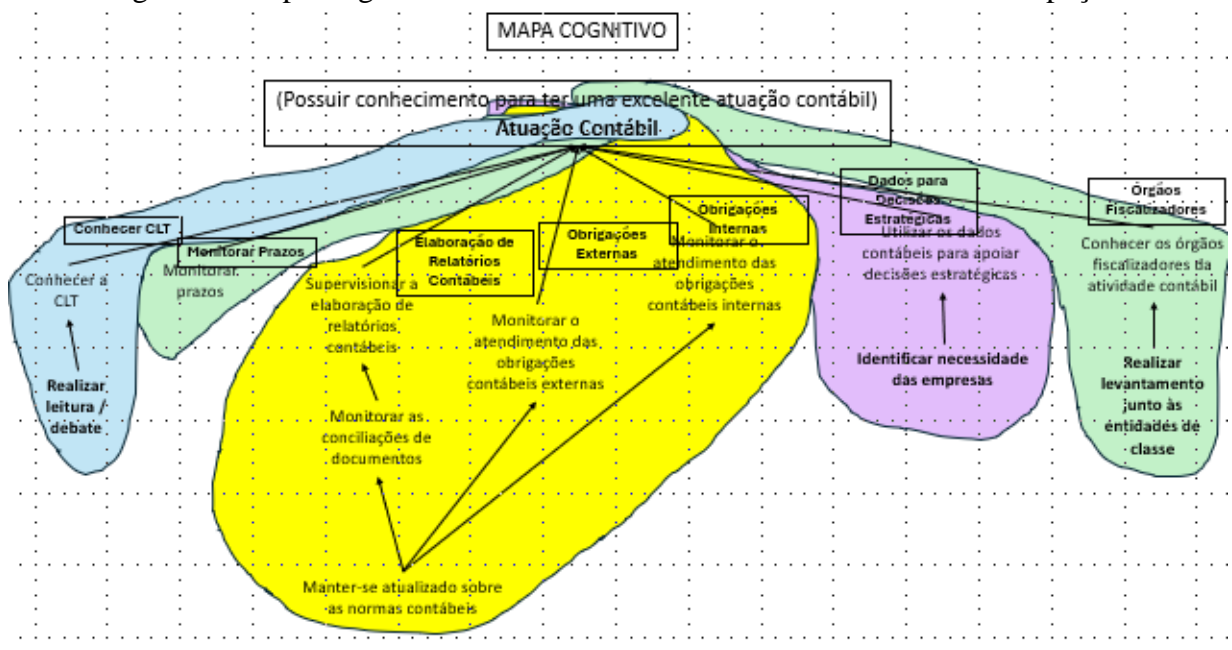 MAPA COGNITIVO
(Possuir conhecimento para ter uma excelente atuação contábil)
Atuação Contábil
Conhecer CLT
Conhecer a
CLT
Realizar
leitura /
debate
Monitorar Prazos
Monitorar
prazos
Elaboração de
Relatórios
Contábeis
Supervisionar a
elaboração de
relatórios
contábeis
Monitorar as
conciliações de
documentos
Manter-se atualizado sobre
as normas contábeis
Obrigações
Externas
Monitorar o
atendimento das
obrigações
contábeis externas
Obrigações
Internas
Monitorar o
atendimento das
obrigações
contábeis internas
Dados para
Decisões
Estratégicas
Utilizar os dados
contábeis para apoiar
decisões estratégicas
Identificar necessidade
das empresas
Órgãos
Fiscalizadores
Conhecer os órgãos
fiscalizadores da
atividade contábil
Realizar
levantamento
junto às
entidades de
classe